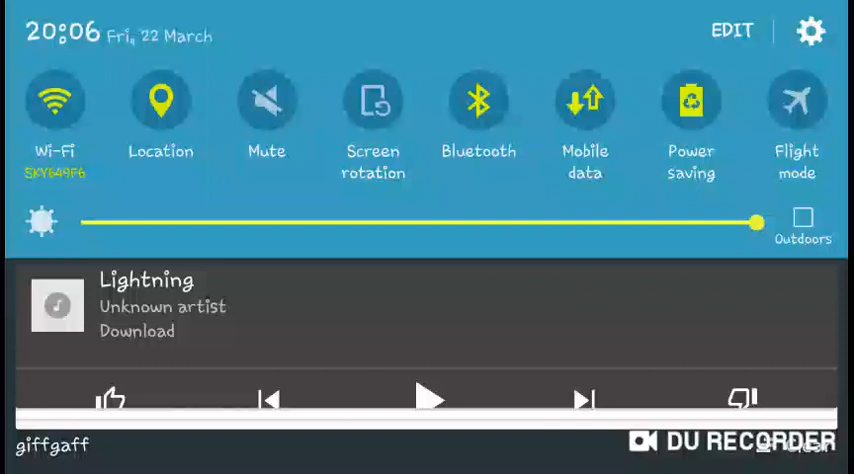 20:06 Fri, 22 March EDIT
Wi-Fi Location Mute Screen rotation Bluetooth Mobile data Power saving Flight mode
SKY649F6
Outdoors
Lightning
Unknown artist
Download
giffgaff
DU RECORDER
Clear